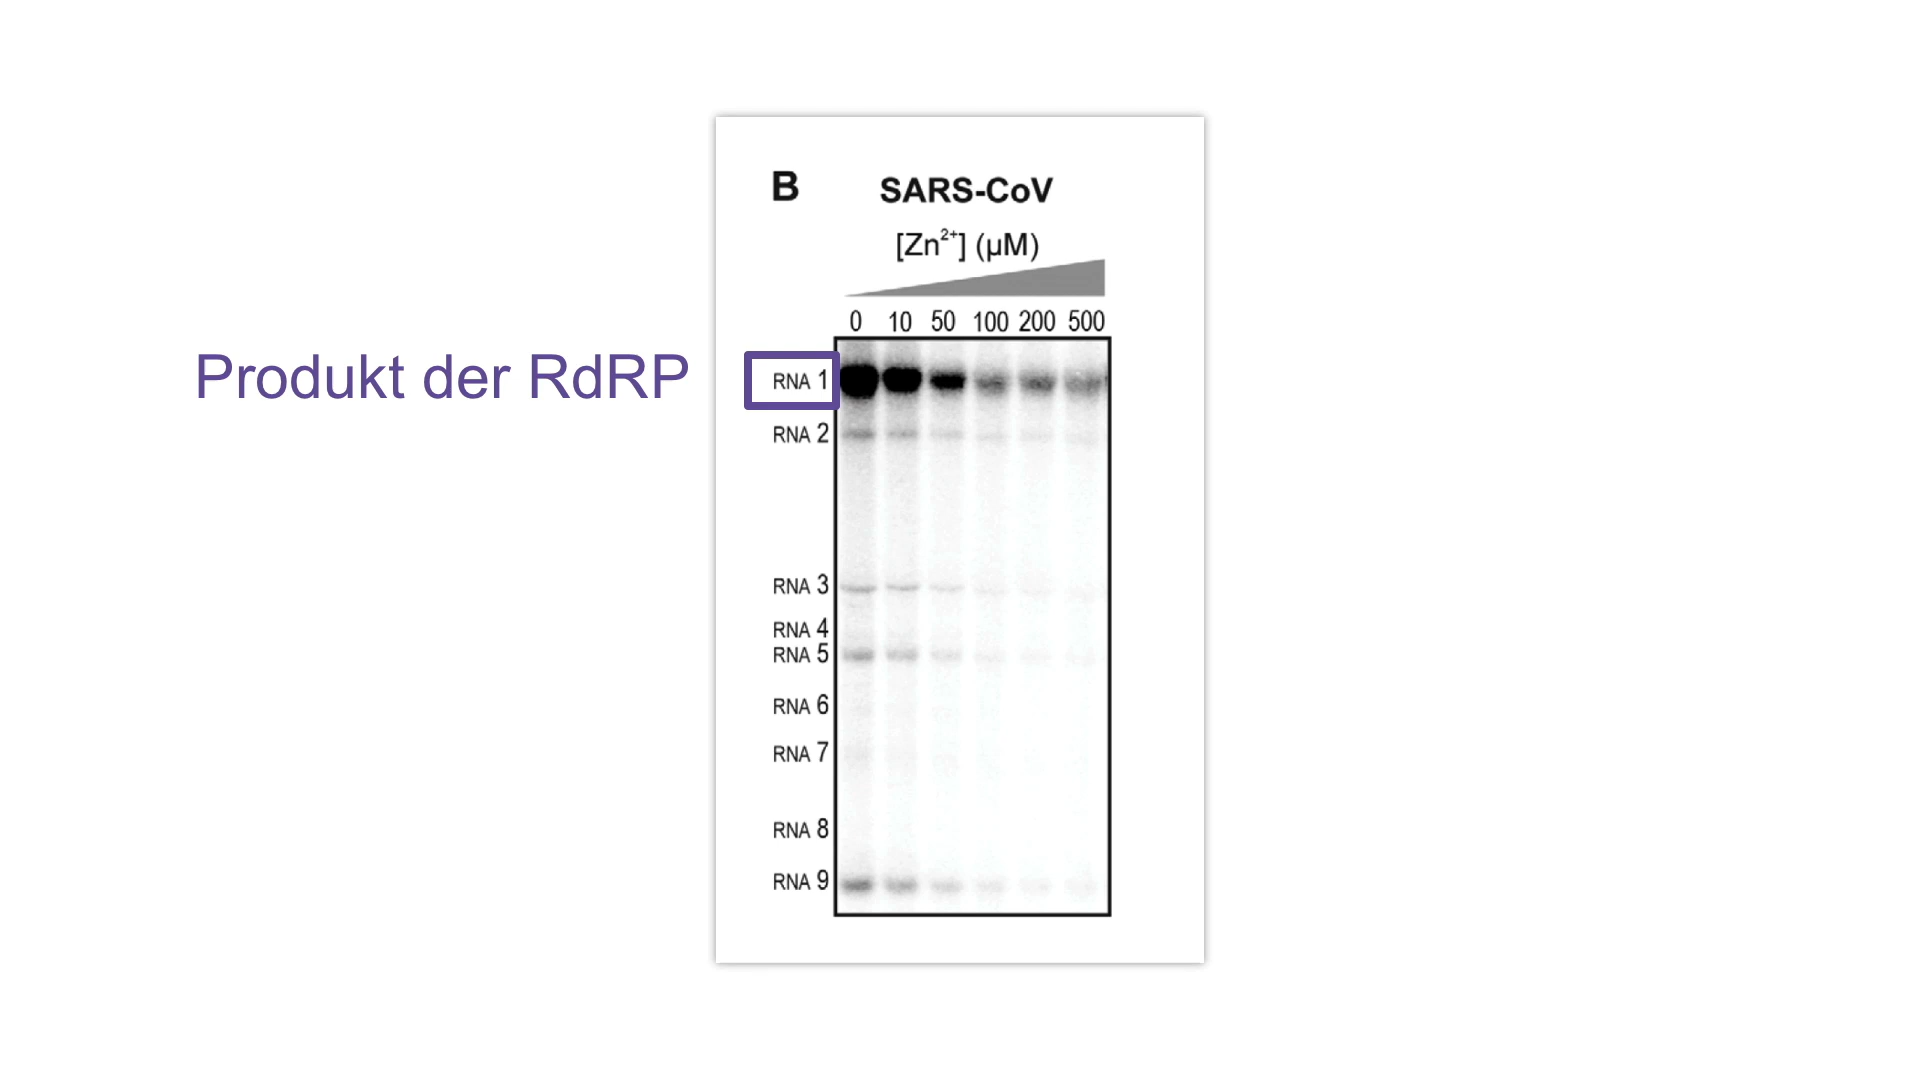 B
SARS-CoV
[Zn²⁺] (µM)
0 10 50 100 200 500
Produkt der RdRP
RNA 1
RNA 2
RNA 3
RNA 4
RNA 5
RNA 6
RNA 7
RNA 8
RNA 9